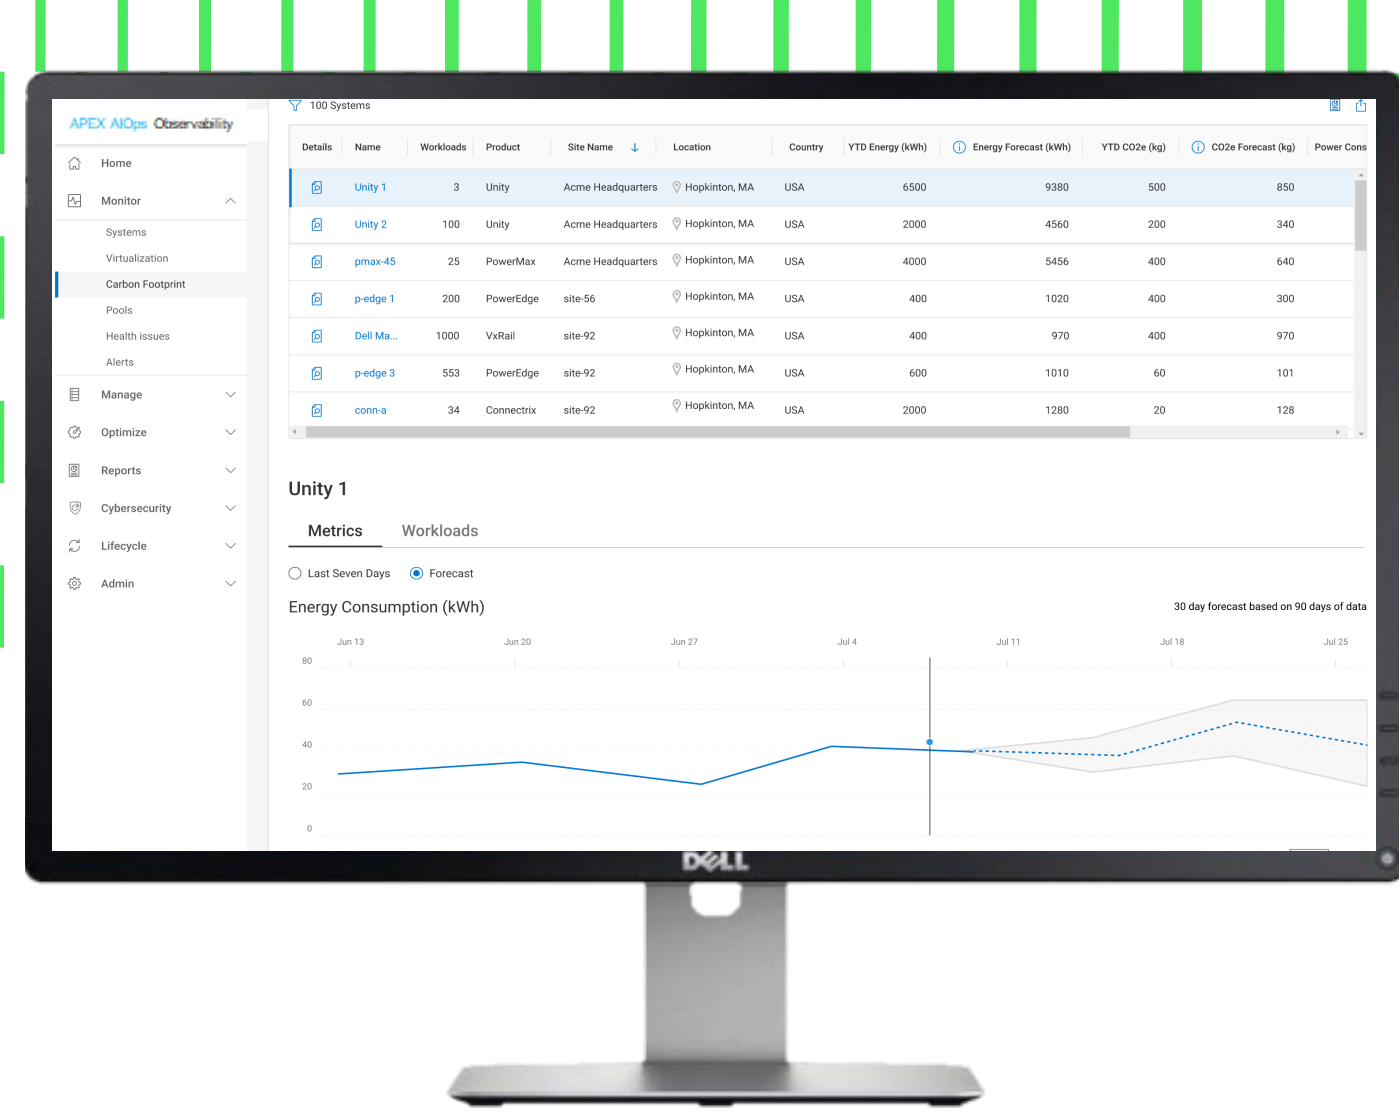 APEX AIOps Observability
Home
Monitor
Systems
Virtualization
Carbon Footprint
Pools
Health issues
Alerts
Manage
Optimize
Reports
Cybersecurity
Lifecycle
Admin
100 Systems
Details Name Workloads Product Site Name Location Country YTD Energy (kWh) Energy Forecast (kWh) YTD CO2e (kg) CO2e Forecast (kg) Power Cons
Unity 1 3 Unity Acme Headquarters Hopkinton, MA USA 6500 9380 500 850
Unity 2 100 Unity Acme Headquarters Hopkinton, MA USA 2000 4560 200 340
pmax-45 25 PowerMax Acme Headquarters Hopkinton, MA USA 4000 5456 400 640
p-edge 1 200 PowerEdge site-56 Hopkinton, MA USA 400 1020 400 300
Dell Ma... 1000 VxRail site-92 Hopkinton, MA USA 400 970 400 970
p-edge 3 553 PowerEdge site-92 Hopkinton, MA USA 600 1010 60 101
conn-a 34 Connectrix site-92 Hopkinton, MA USA 2000 1280 20 128
Unity 1
Metrics Workloads
Last Seven Days Forecast
Energy Consumption (kWh) 30 day forecast based on 90 days of data
Jun 13 Jun 20 Jun 27 Jul 4 Jul 11 Jul 18 Jul 25
80
60
40
20
0
DELL